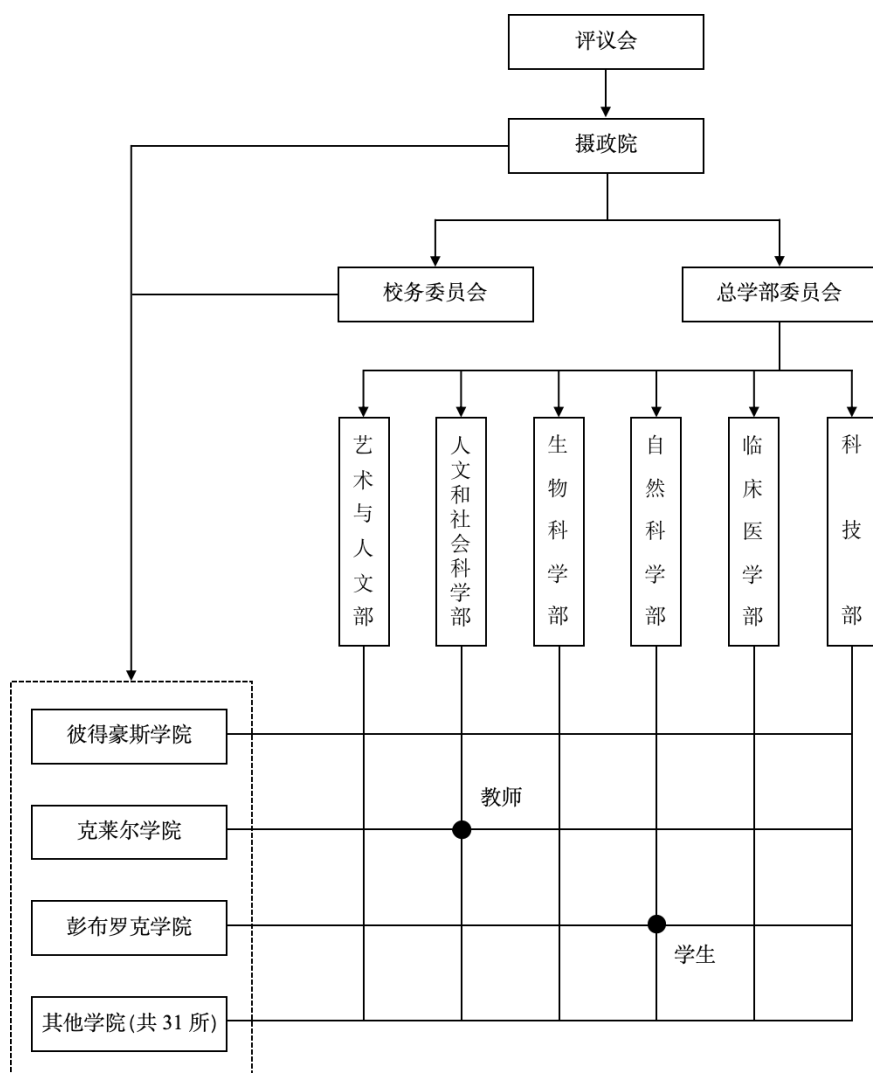 评议会
摄政院
校务委员会
总学部委员会
艺术与人文部
人文和社会科学部
生物科学部
自然科学部
临床医学部
科技部
彼得豪斯学院
教师
克莱尔学院
彭布罗克学院
学生
其他学院(共 31 所)